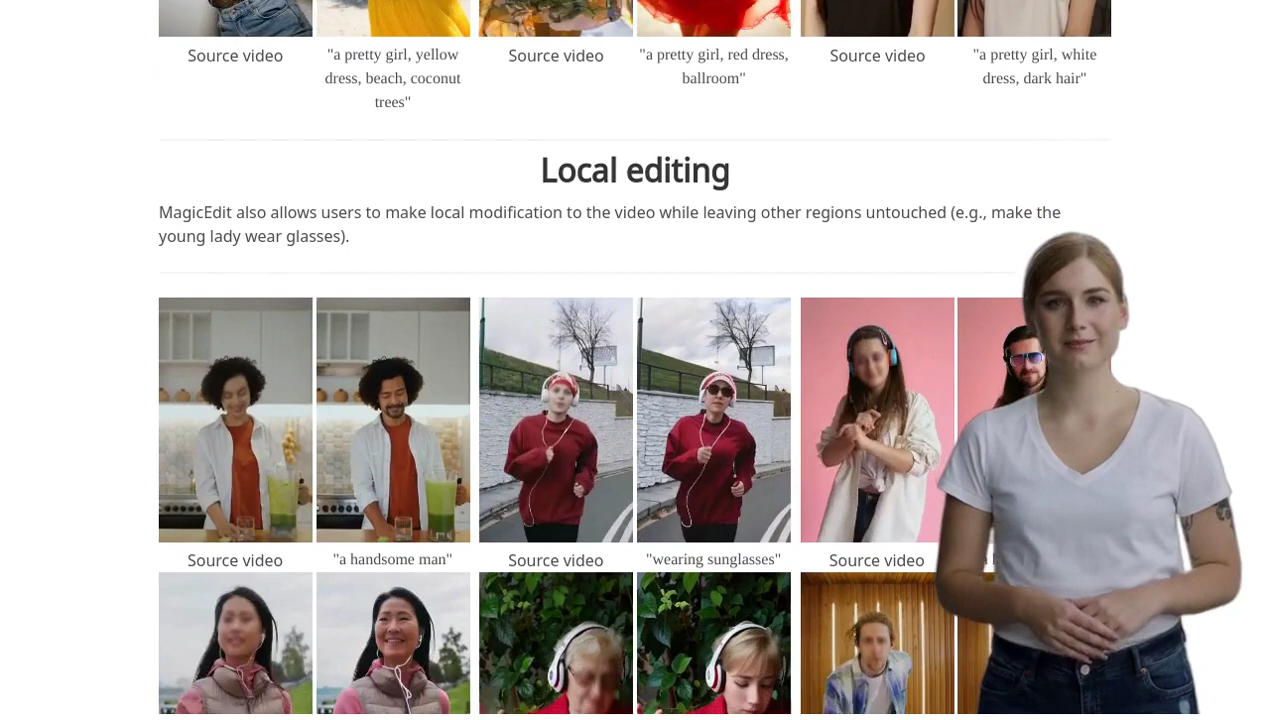 Source video
"a pretty girl, yellow
dress, beach, coconut
trees"
Source video
"a pretty girl, red dress,
ballroom"
Source video
"a pretty girl, white
dress, dark hair"
Local editing
MagicEdit also allows users to make local modification to the video while leaving other regions untouched (e.g., make the
young lady wear glasses).
Source video
"a handsome man"
Source video
"wearing sunglasses"
Source video